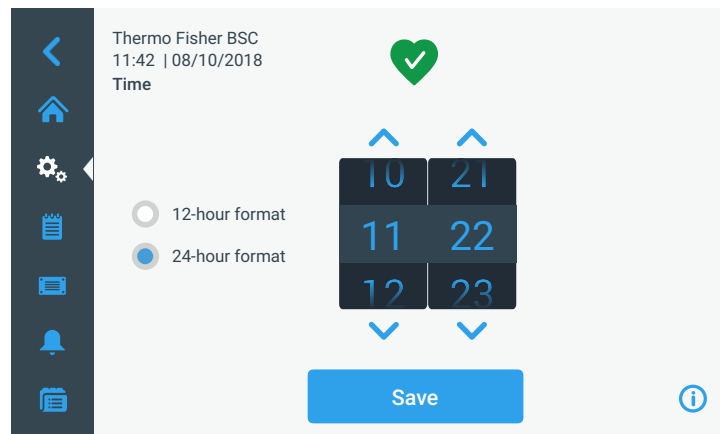 Thermo Fisher BSC
11:42 | 08/10/2018
Time
12-hour format
24-hour format
10 21
11 22
12 23
Save